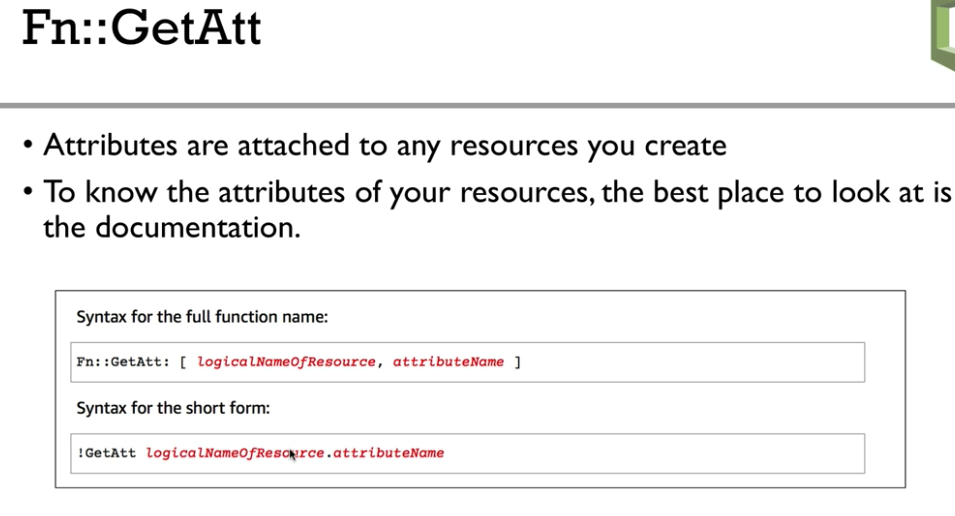 Fn::GetAtt
• Attributes are attached to any resources you create
• To know the attributes of your resources, the best place to look at is
the documentation.
Syntax for the full function name:
Fn::GetAtt: [ logicalNameOfResource, attributeName ]
Syntax for the short form:
!GetAtt logicalNameOfResource.attributeName